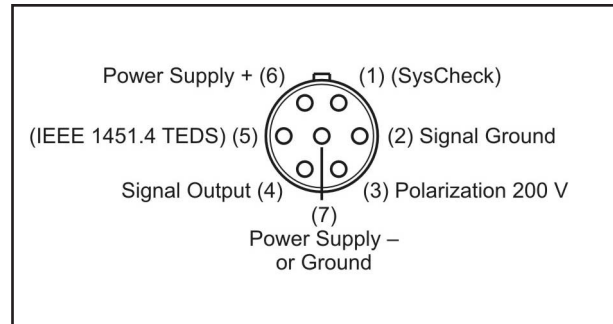 Power Supply + (6)
(1) (SysCheck)
(IEEE 1451.4 TEDS) (5)
(2) Signal Ground
Signal Output (4)
(3) Polarization 200 V
(7)
Power Supply –
or Ground